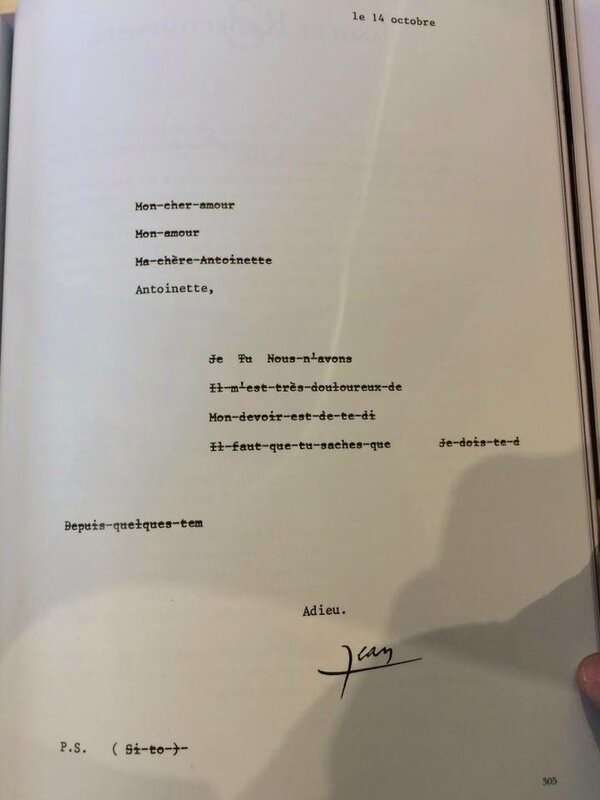 le 14 octobre
Mon cher amour
Mon amour
Ma chère Antoinette
Antoinette,
Je Tu Nous n'avons
Il m'est très douloureux de
Mon devoir est de te di
Il faut que tu saches que Je dois te d
Depuis quelques tem
Adieu.
Jean
P.S. ( Si to )
305